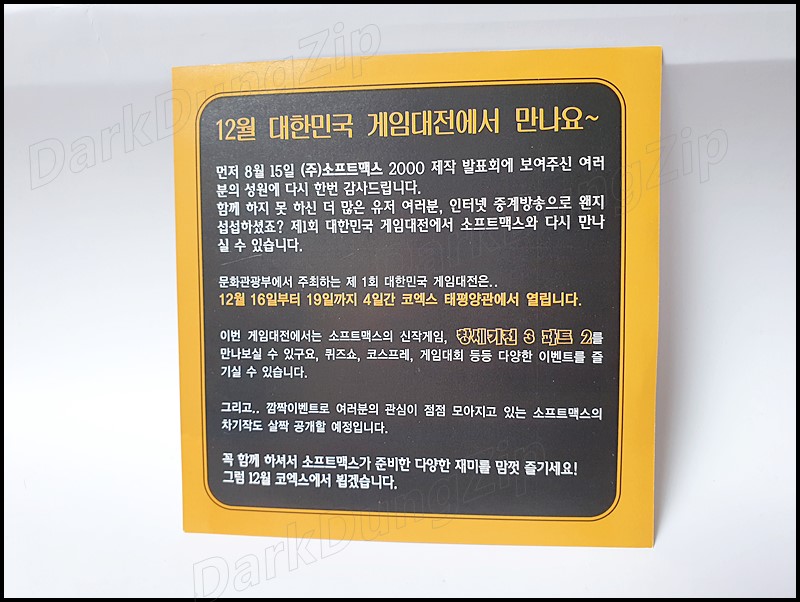 12월 대한민국 게임대전에서 만나요~
먼저 8월 15일 (주)소프트맥스 2000 제작 발표회에 보여주신 여러
분의 성원에 다시 한번 감사드립니다.
함께 하지 못 하신 더 많은 유저 여러분, 인터넷 중계방송으로 왠지
섭섭하셨죠? 제1회 대한민국 게임대전에서 소프트맥스와 다시 만나
실 수 있습니다.
문화관광부에서 주최하는 제 1회 대한민국 게임대전은..
12월 16일부터 19일까지 4일간 코엑스 태평양관에서 열립니다.
이번 게임대전에서는 소프트맥스의 신작게임, 창세기전 3 파트 2를
만나보실 수 있구요, 퀴즈쇼, 코스프레, 게임대회 등등 다양한 이벤트를 즐
기실 수 있습니다.
그리고.. 깜짝이벤트로 여러분의 관심이 점점 모아지고 있는 소프트맥스의
차기작도 살짝 공개할 예정입니다.
꼭 함께 하셔서 소프트맥스가 준비한 다양한 재미를 맘껏 즐기세요!
그럼 12월 코엑스에서 뵙겠습니다.
DarkDungZip
DarkDungZip
DarkDungZip